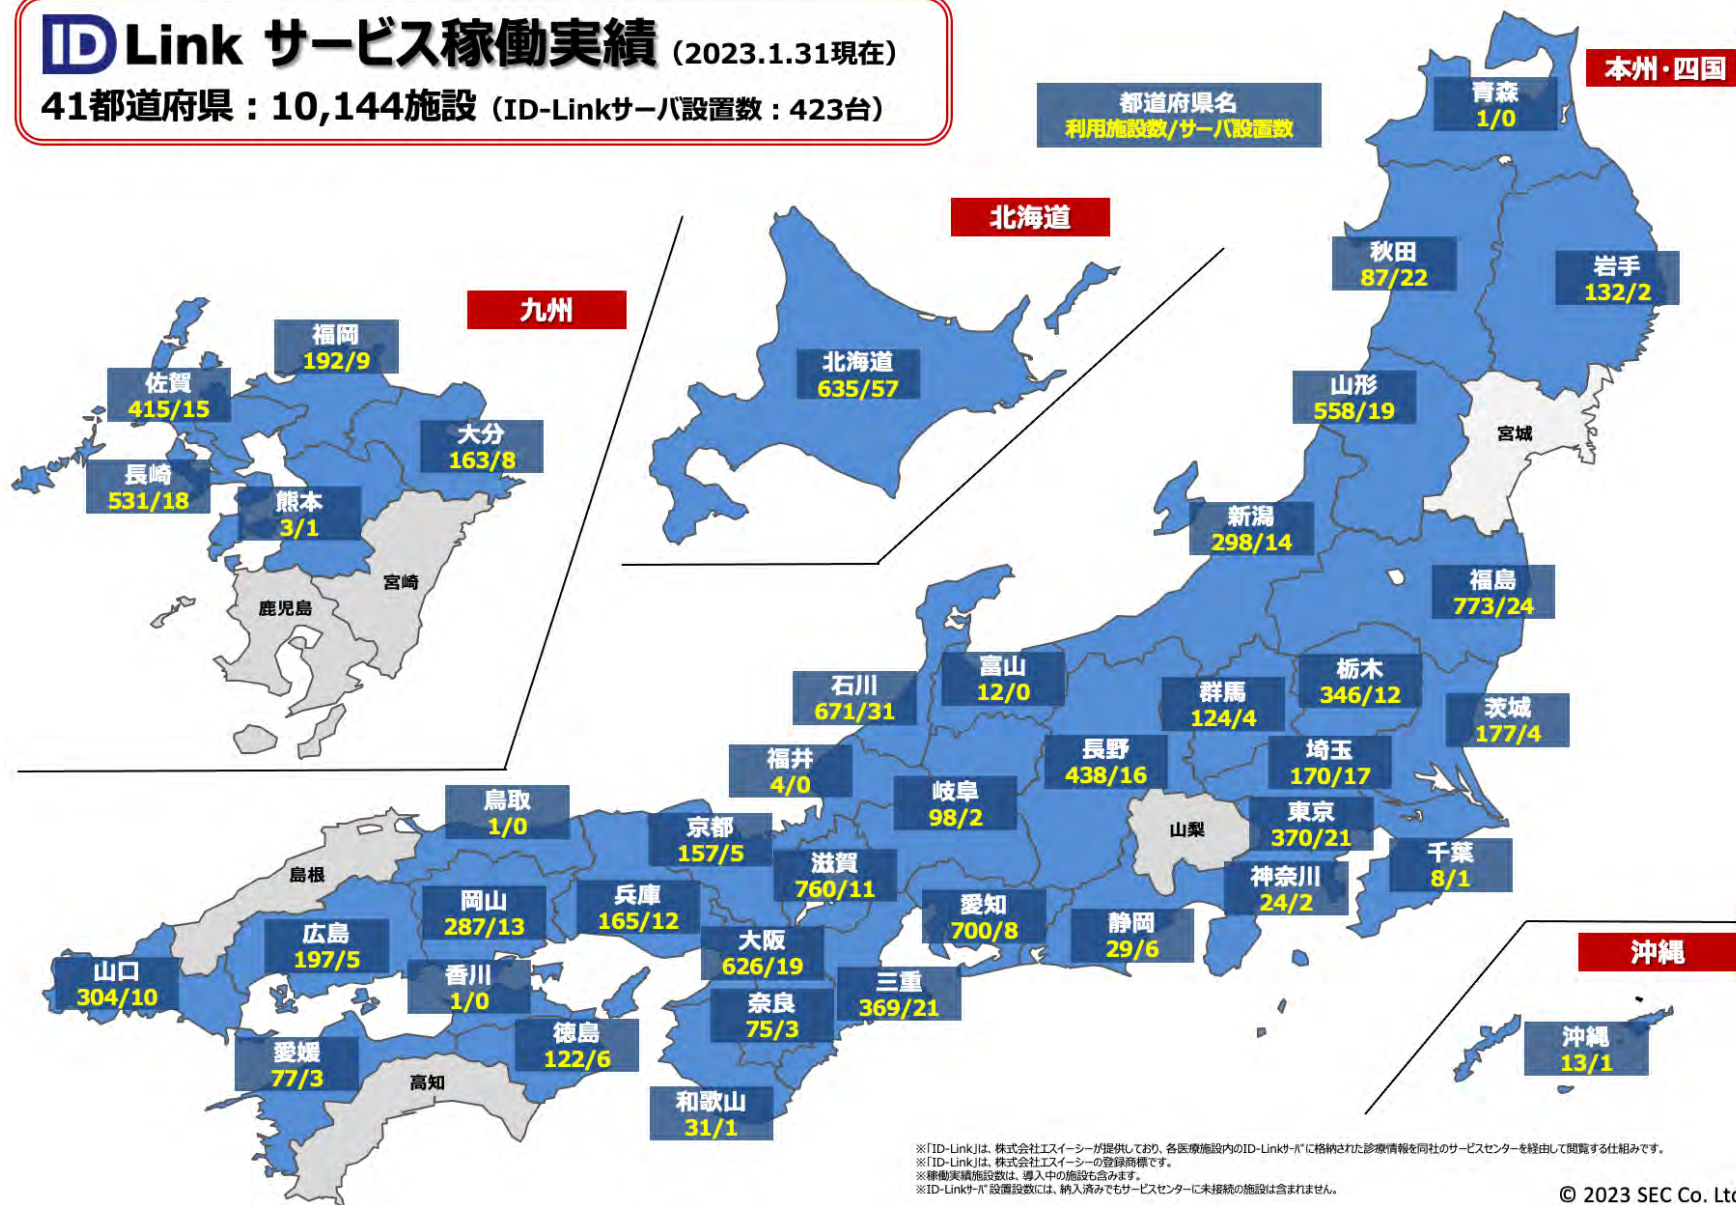 ID Link サービス稼働実績（2023.1.31現在）
41都道府県：10,144施設（ID-Linkサーバ設置数：423台）
都道府県名
利用施設数/サーバ設置数
本州・四国
青森
1/0
秋田
87/22
岩手
132/2
山形
558/19
宮城
新潟
298/14
福島
773/24
北海道
北海道
635/57
九州
福岡
192/9
佐賀
415/15
大分
163/8
長崎
531/18
熊本
3/1
宮崎
鹿児島
富山
12/0
石川
671/31
栃木
346/12
群馬
124/4
茨城
177/4
福井
4/0
長野
438/16
埼玉
170/17
岐阜
98/2
鳥取
1/0
京都
157/5
山梨
東京
370/21
千葉
8/1
滋賀
760/11
島根
神奈川
24/2
岡山
287/13
兵庫
165/12
愛知
700/8
静岡
29/6
広島
197/5
大阪
626/19
山口
304/10
香川
1/0
三重
369/21
奈良
75/3
徳島
122/6
愛媛
77/3
高知
和歌山
31/1
沖縄
沖縄
13/1
※「ID-Link」は、株式会社エスイーシーが提供しており、各医療施設内のID-Linkサーバに格納された診療情報を同社のサービスセンターを経由して閲覧する仕組みです。
※「ID-Link」は、株式会社エスイーシーの登録商標です。
※稼働実績施設数は、導入中の施設も含みます。
※ID-Linkサーバ設置設数には、納入済みでもサービスセンターに未接続の施設は含まれません。
© 2023 SEC Co. Ltd